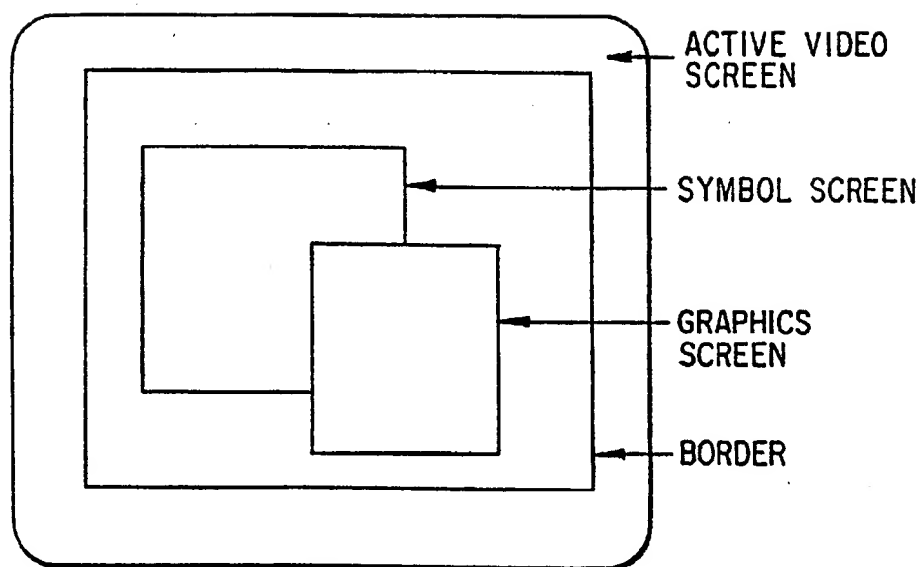 ACTIVE VIDEO
SCREEN
SYMBOL SCREEN
GRAPHICS
SCREEN
BORDER